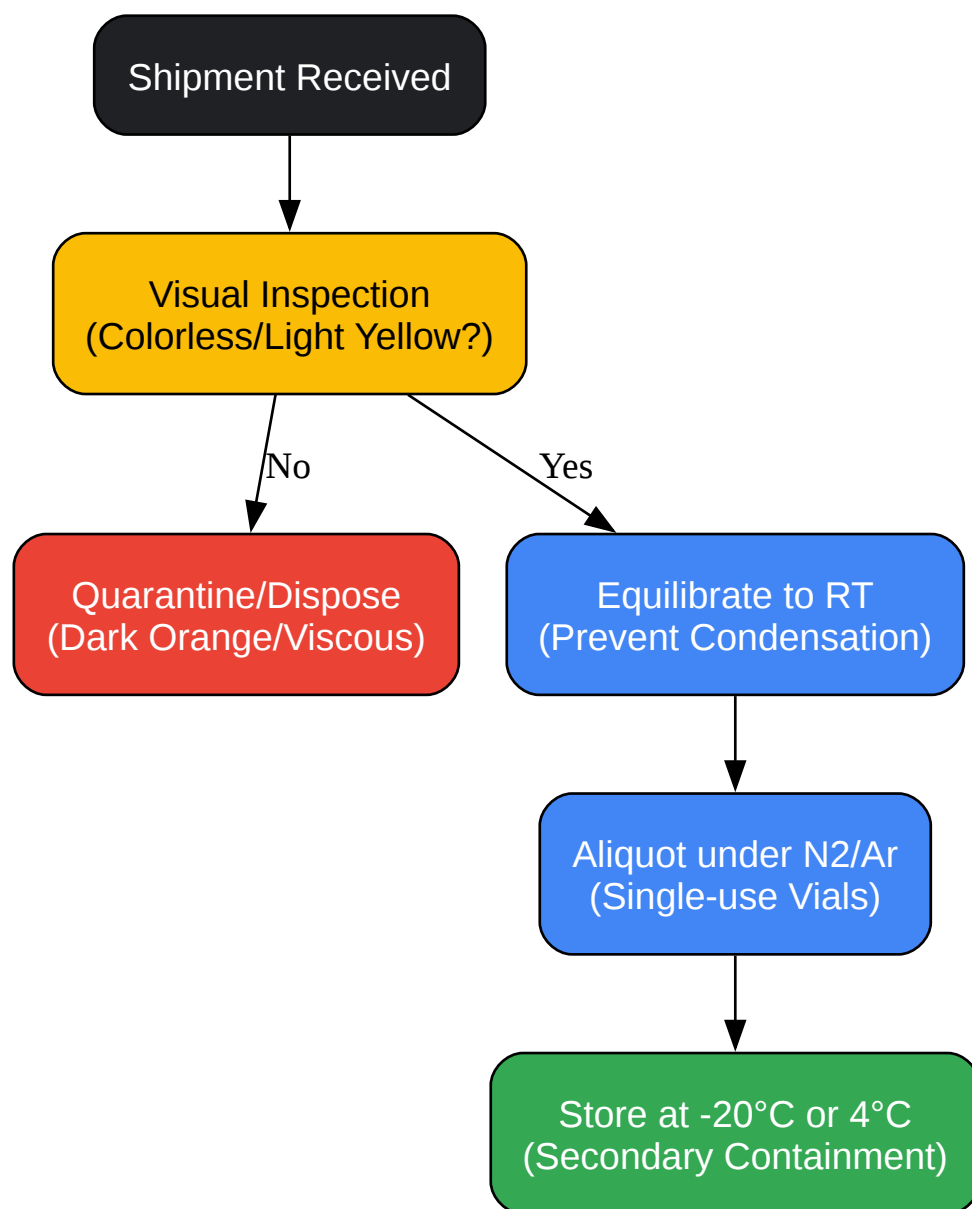 Shipment Received
Visual Inspection
(Colorless/Light Yellow?)
No
Yes
Quarantine/Dispose
(Dark Orange/Viscous)
Equilibrate to RT
(Prevent Condensation)
Aliquot under N2/Ar
(Single-use Vials)
Store at -20°C or 4°C
(Secondary Containment)